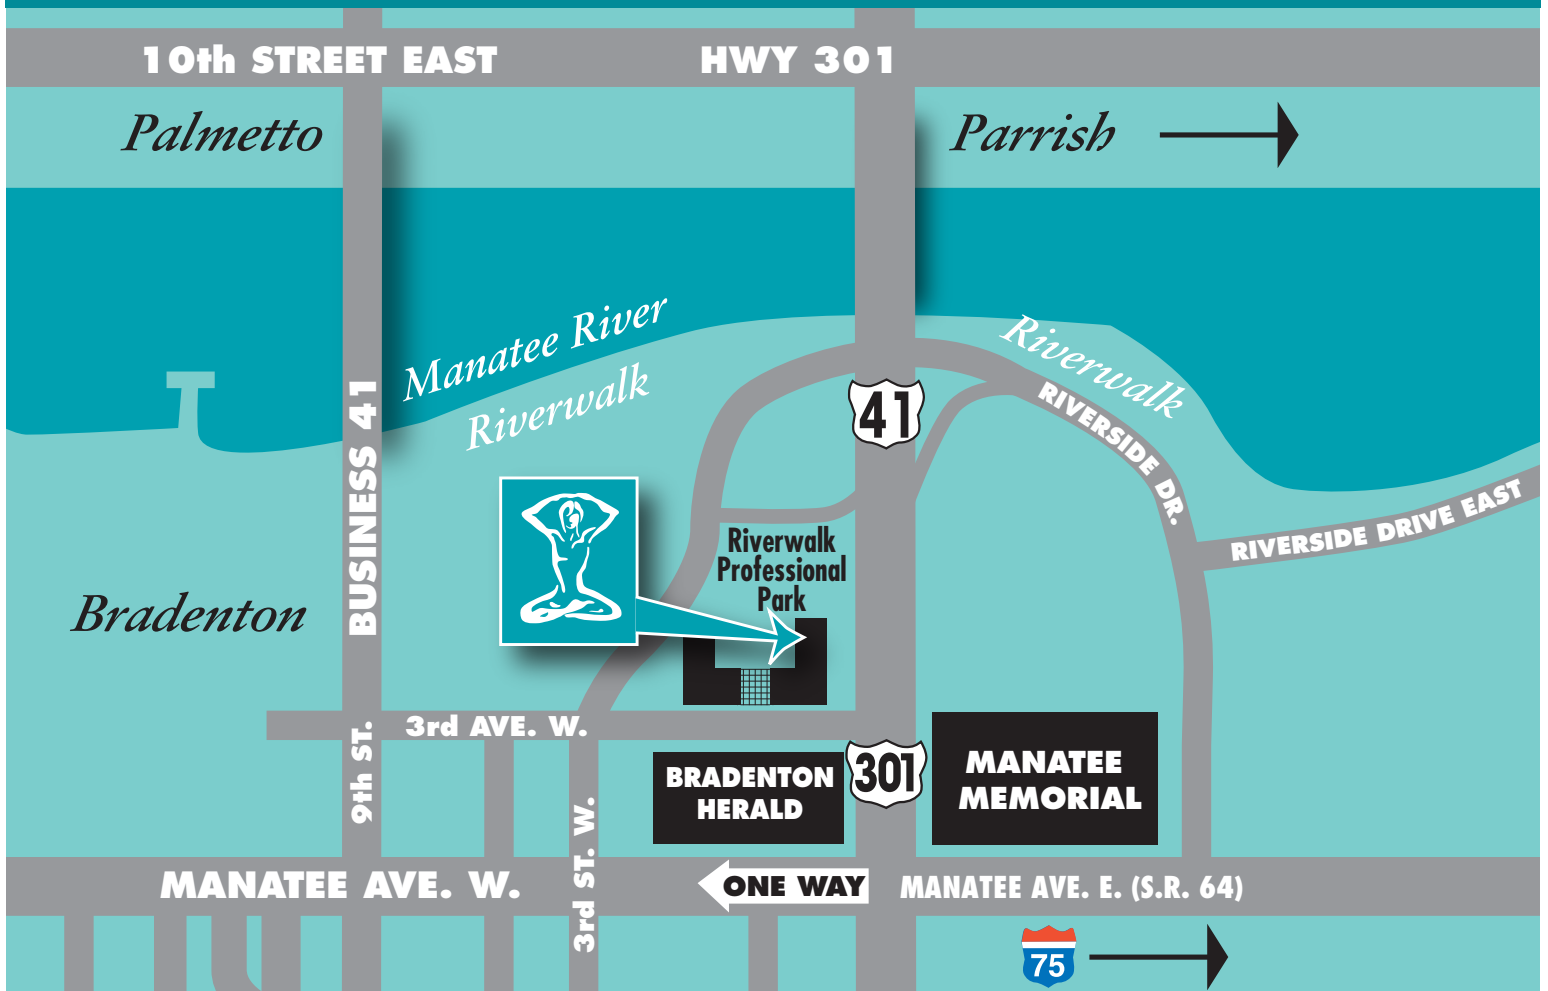 10th STREET EAST
HWY 301
Palmetto
Parrish
Manatee River
Riverwalk
Riverwalk
BUSINESS 41
41
RIVERSIDE DR.
RIVERSIDE DRIVE EAST
Riverwalk
Professional
Park
Bradenton
3rd AVE. W.
9th ST.
BRADENTON
HERALD
301
MANATEE
MEMORIAL
3rd ST. W.
MANATEE AVE. W.
ONE WAY
MANATEE AVE. E. (S.R. 64)
75